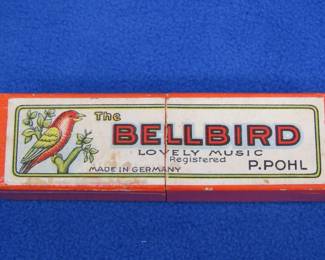 The
BELLBIRD
LOVELY MUSIC
Registered
MADE IN GERMANY
P.POHL